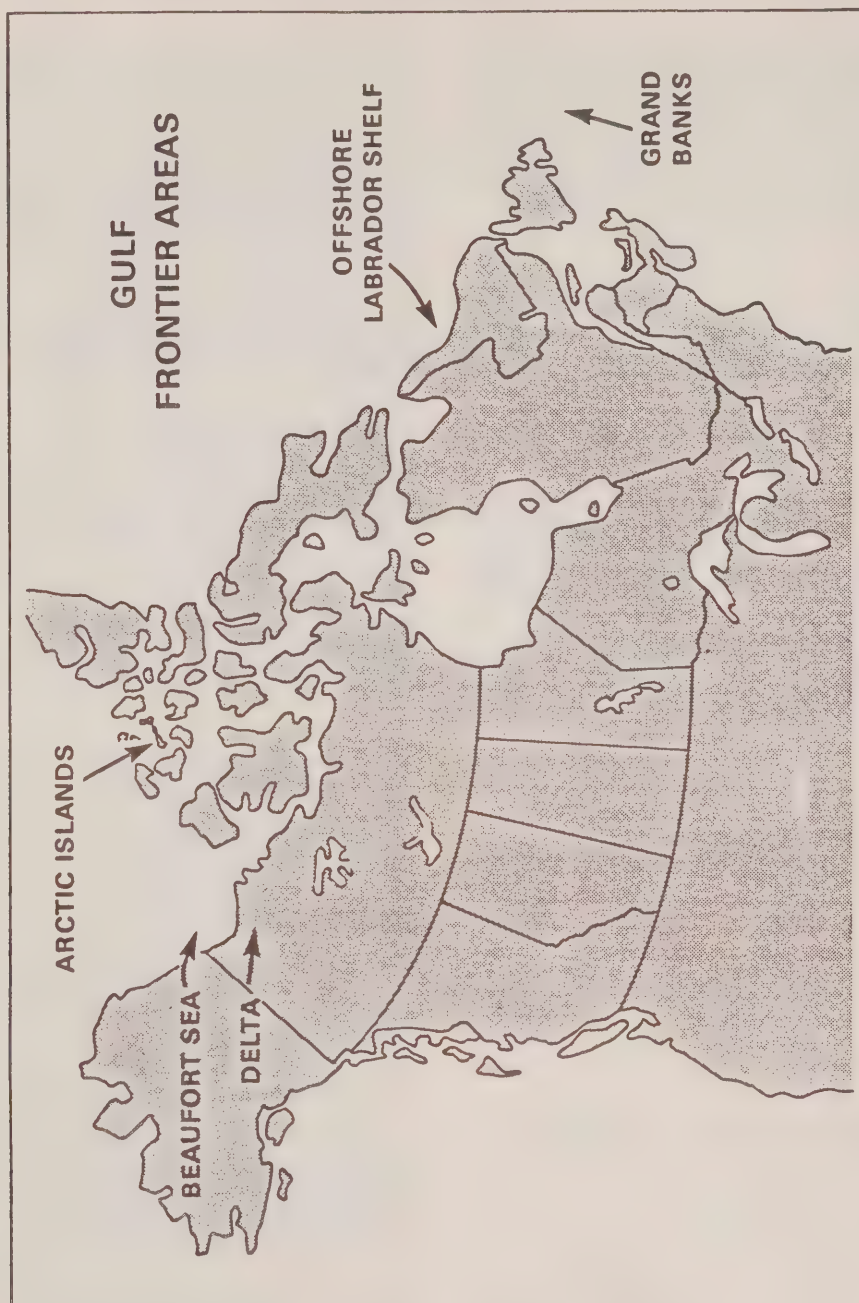 GULF
FRONTIER AREAS
ARCTIC ISLANDS
BEAUFORT SEA
DELTA
OFFSHORE
LABRADOR SHELF
GRAND
BANKS